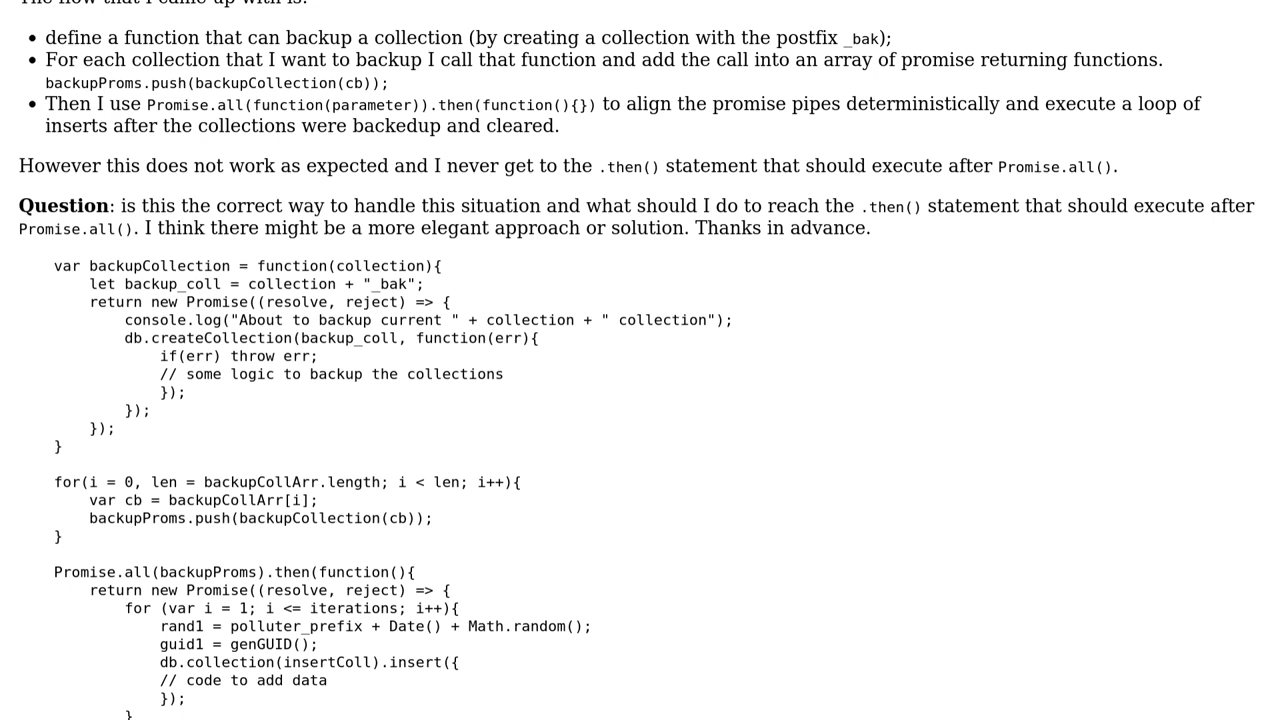 The flow that I came up with is:
• define a function that can backup a collection (by creating a collection with the postfix _bak);
• For each collection that I want to backup I call that function and add the call into an array of promise returning functions.
backupProms.push(backupCollection(cb));
• Then I use Promise.all(function(parameter)).then(function(){}) to align the promise pipes deterministically and execute a loop of
inserts after the collections were backedup and cleared.
However this does not work as expected and I never get to the .then() statement that should execute after Promise.all().
Question: is this the correct way to handle this situation and what should I do to reach the .then() statement that should execute after
Promise.all(). I think there might be a more elegant approach or solution. Thanks in advance.
var backupCollection = function(collection){
    let backup_coll = collection + "_bak";
    return new Promise((resolve, reject) => {
        console.log("About to backup current " + collection + " collection");
        db.createCollection(backup_coll, function(err){
            if(err) throw err;
            // some logic to backup the collections
            });
        });
    });
}
for(i = 0, len = backupCollArr.length; i < len; i++){
    var cb = backupCollArr[i];
    backupProms.push(backupCollection(cb));
}
Promise.all(backupProms).then(function(){
    return new Promise((resolve, reject) => {
        for (var i = 1; i <= iterations; i++){
            rand1 = polluter_prefix + Date() + Math.random();
            guid1 = genGUID();
            db.collection(insertColl).insert({
            // code to add data
            });
        }